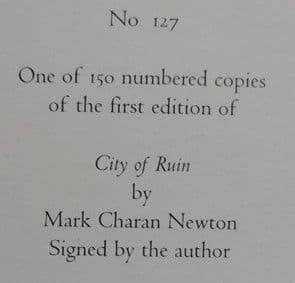 No 127
One of 150 numbered copies
of the first edition of
City of Ruin
by
Mark Charan Newton
Signed by the author